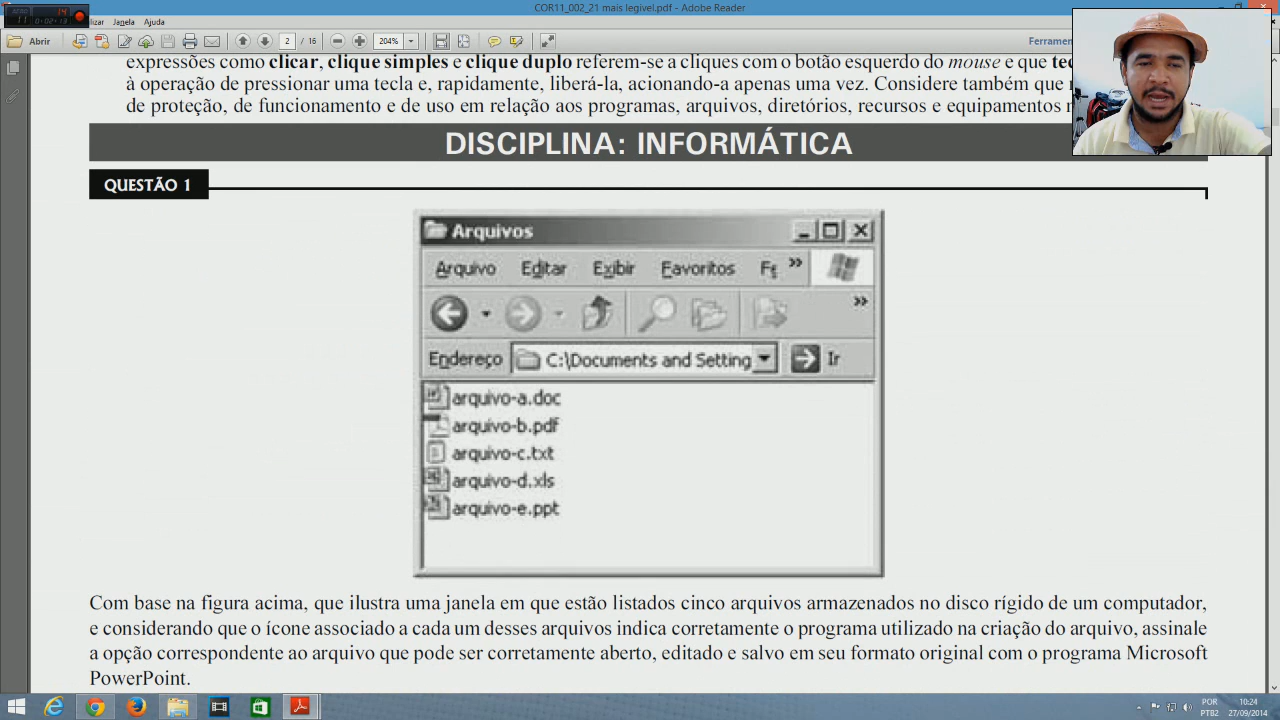 COR11_002_21 mais legível.pdf - Adobe Reader
Janela Ajuda
Abrir 2 / 16 204% Ferramen
expressões como clicar, clique simples e clique duplo referem-se a cliques com o botão esquerdo do mouse e que
à operação de pressionar uma tecla e, rapidamente, liberá-la, acionando-a apenas uma vez. Considere também que
de proteção, de funcionamento e de uso em relação aos programas, arquivos, diretórios, recursos e equipamentos
DISCIPLINA: INFORMÁTICA
QUESTÃO 1
Arquivos
Arquivo Editar Exibir Favoritos
Endereço C:\Documents and Setting Ir
arquivo-a.doc
arquivo-b.pdf
arquivo-c.txt
arquivo-d.xls
arquivo-e.ppt
Com base na figura acima, que ilustra uma janela em que estão listados cinco arquivos armazenados no disco rígido de um computador,
e considerando que o ícone associado a cada um desses arquivos indica corretamente o programa utilizado na criação do arquivo, assinale
a opção correspondente ao arquivo que pode ser corretamente aberto, editado e salvo em seu formato original com o programa Microsoft
PowerPoint.
POR 10:24
PTB2 27/09/2014